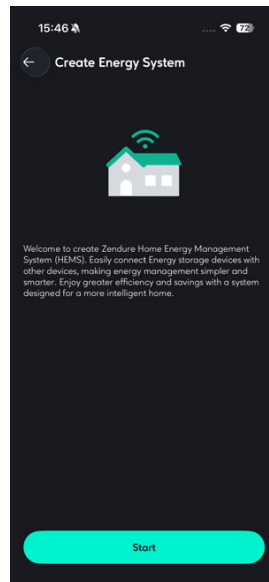 15:46
72
Create Energy System
Welcome to create Zendure Home Energy Management
System (HEMS). Easily connect Energy storage devices with
other devices, making energy management simpler and
smarter. Enjoy greater efficiency and savings with a system
designed for a more intelligent home.
Start